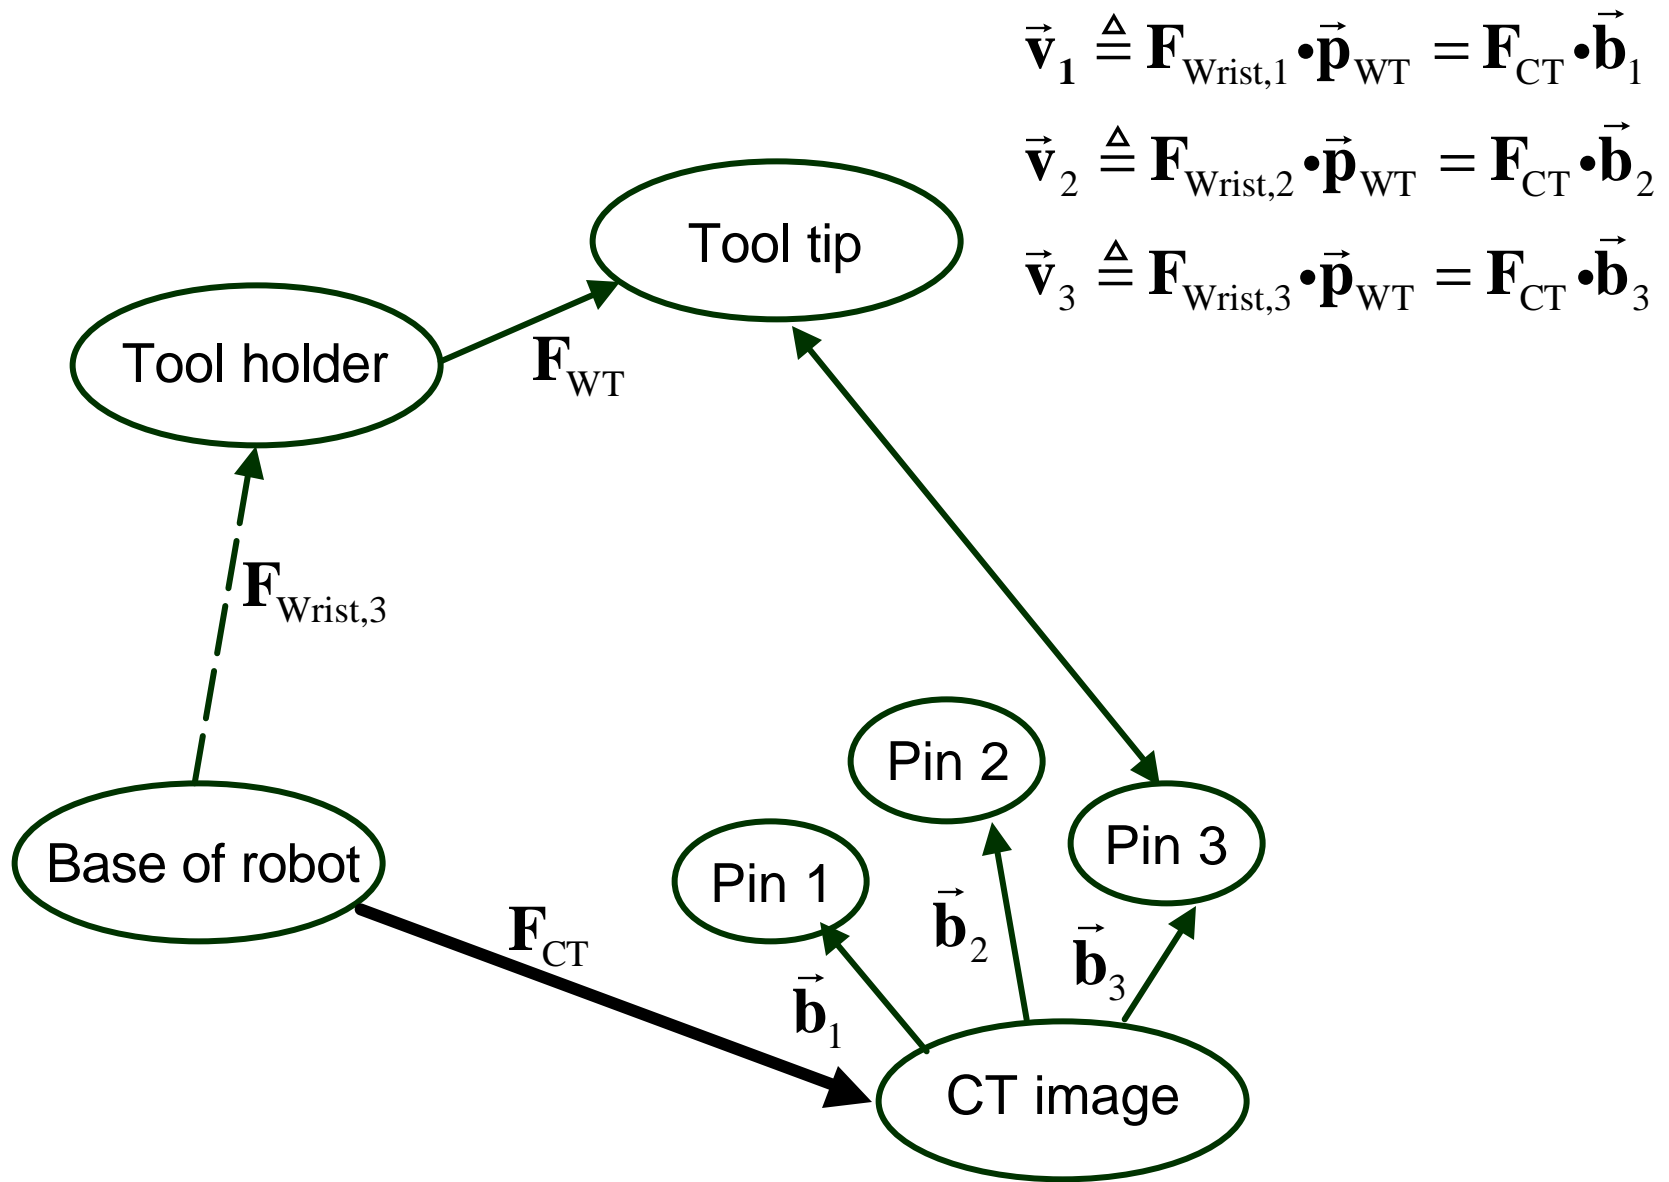 v⃗₁ ≜ F_Wrist,1 • p⃗_WT = F_CT • b⃗₁
v⃗₂ ≜ F_Wrist,2 • p⃗_WT = F_CT • b⃗₂
v⃗₃ ≜ F_Wrist,3 • p⃗_WT = F_CT • b⃗₃
Tool tip
Tool holder
F_WT
F_Wrist,3
Pin 2
Pin 3
Base of robot
Pin 1
F_CT
b⃗₂
b⃗₃
b⃗₁
CT image